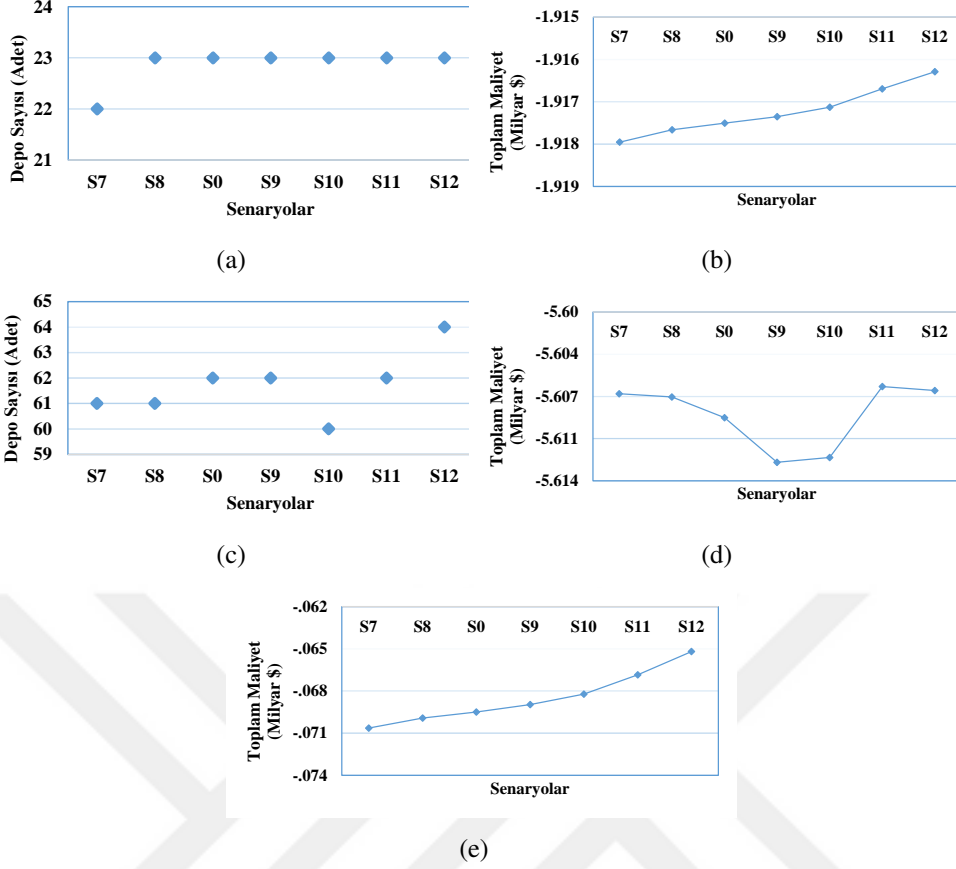 24
23
22
21
Depo Sayısı (Adet)
S7 S8 S0 S9 S10 S11 S12
Senaryolar
(a)
-1.915
-1.916
-1.917
-1.918
-1.919
Toplam Maliyet
(Milyar $)
S7 S8 S0 S9 S10 S11 S12
Senaryolar
(b)
65
64
63
62
61
60
59
Depo Sayısı (Adet)
S7 S8 S0 S9 S10 S11 S12
Senaryolar
(c)
-5.60
-5.604
-5.607
-5.611
-5.614
Toplam Maliyet
(Milyar $)
S7 S8 S0 S9 S10 S11 S12
Senaryolar
(d)
-.062
-.065
-.068
-.071
-.074
Toplam Maliyet
(Milyar $)
S7 S8 S0 S9 S10 S11 S12
Senaryolar
(e)